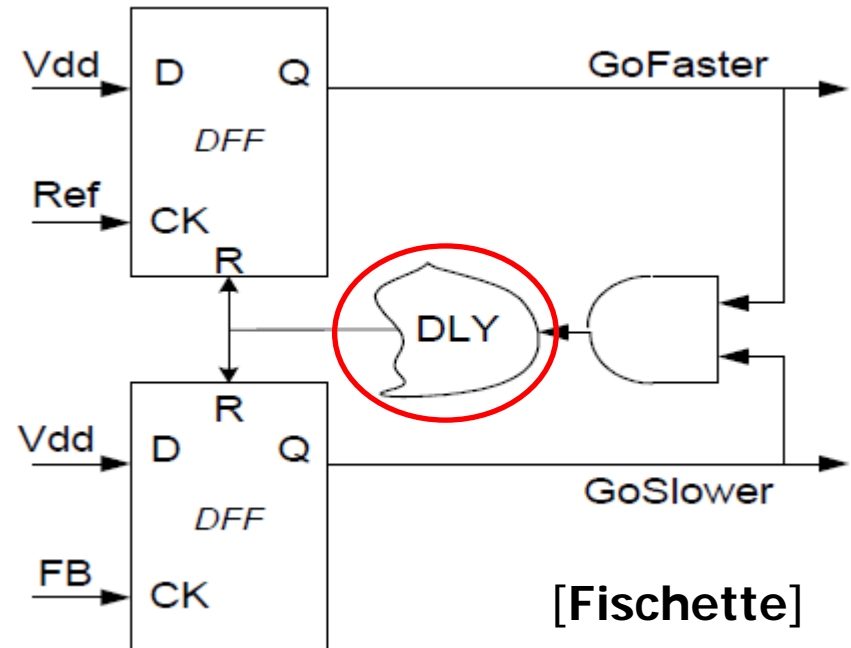 Vdd
D
Q
GoFaster
DFF
Ref
CK
R
DLY
R
Vdd
D
Q
GoSlower
DFF
FB
CK
[Fischette]